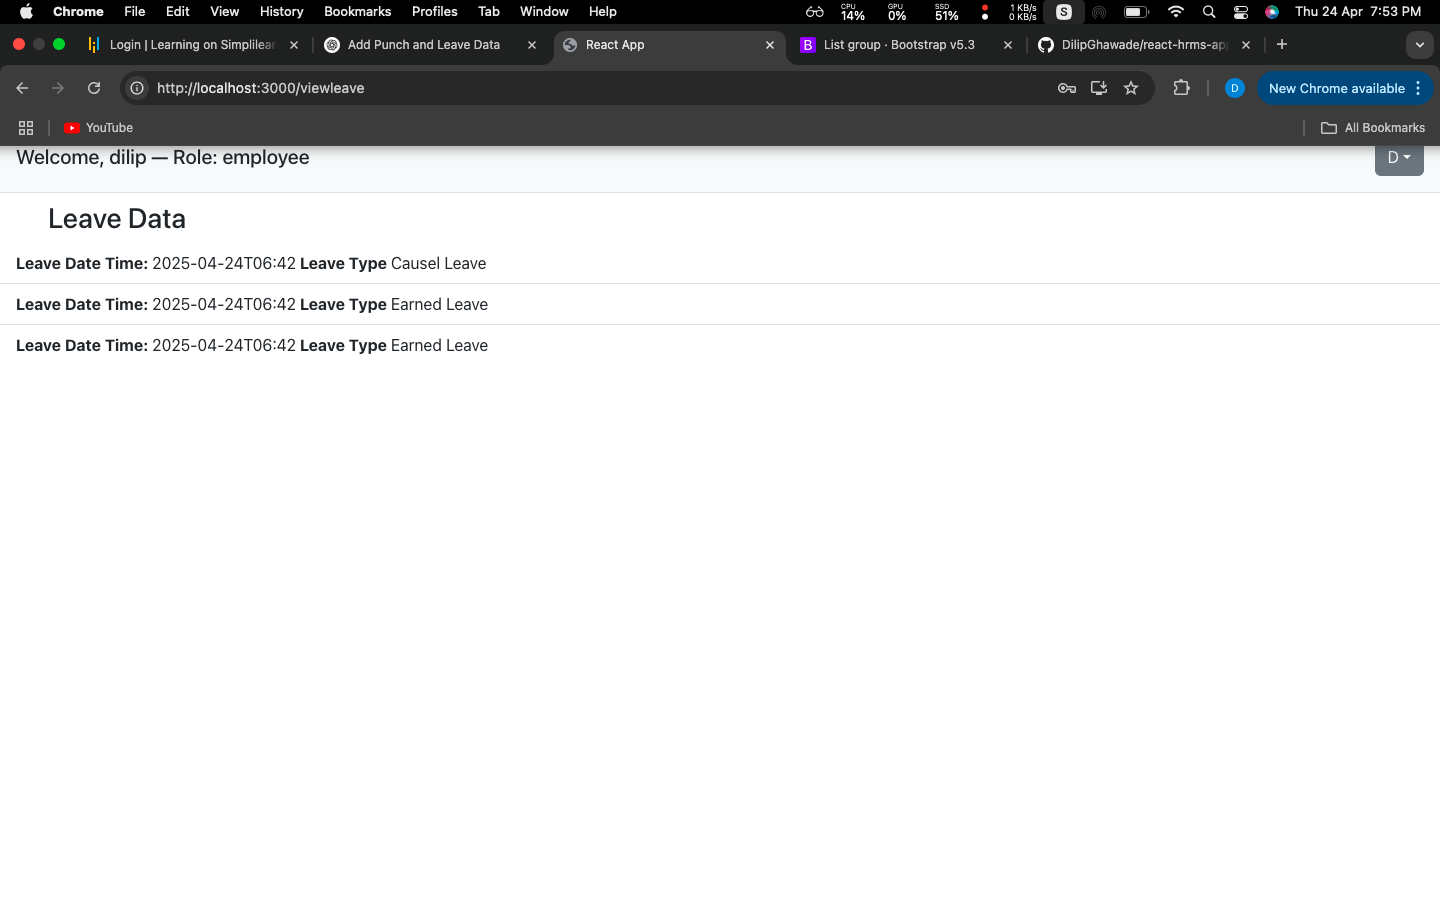 Chrome File Edit View History Bookmarks Profiles Tab Window Help CPU 14% GPU 0% SSD 51% 1 KB/s 0 KB/s S Thu 24 Apr 7:53 PM
Login | Learning on Simplilear Add Punch and Leave Data React App B List group · Bootstrap v5.3 DilipGhawade/react-hrms-app
http://localhost:3000/viewleave D New Chrome available
YouTube All Bookmarks
Welcome, dilip — Role: employee D
Leave Data
Leave Date Time: 2025-04-24T06:42 Leave Type Causel Leave
Leave Date Time: 2025-04-24T06:42 Leave Type Earned Leave
Leave Date Time: 2025-04-24T06:42 Leave Type Earned Leave